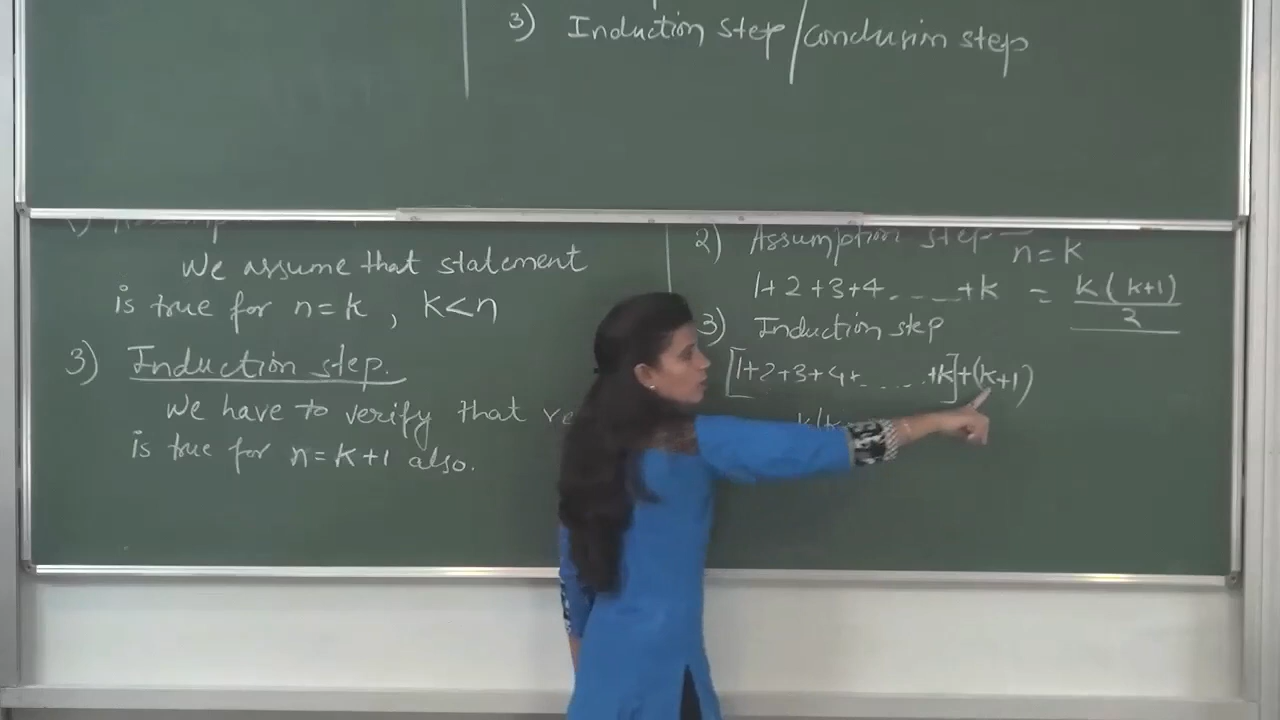 3) Induction step/conclusion step
We assume that statement
is true for n=k, k<n
3) Induction step.
We have to verify that
is true for n=k+1 also.
2) Assumption step
n=k
1+2+3+4.....+k = k(k+1)/2
3) Induction step
[1+2+3+4+......+k]+(k+1)